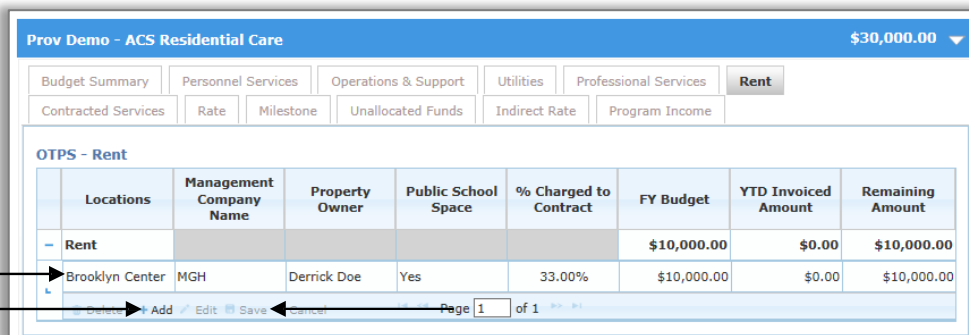 Prov Demo - ACS Residential Care $30,000.00
Budget Summary Personnel Services Operations & Support Utilities Professional Services Rent
Contracted Services Rate Milestone Unallocated Funds Indirect Rate Program Income
OTPS - Rent
Locations Management Company Name Property Owner Public School Space % Charged to Contract FY Budget YTD Invoiced Amount Remaining Amount
Rent $10,000.00 $0.00 $10,000.00
Brooklyn Center MGH Derrick Doe Yes 33.00% $10,000.00 $0.00 $10,000.00
Delete + Add Edit Save Cancel Page 1 of 1